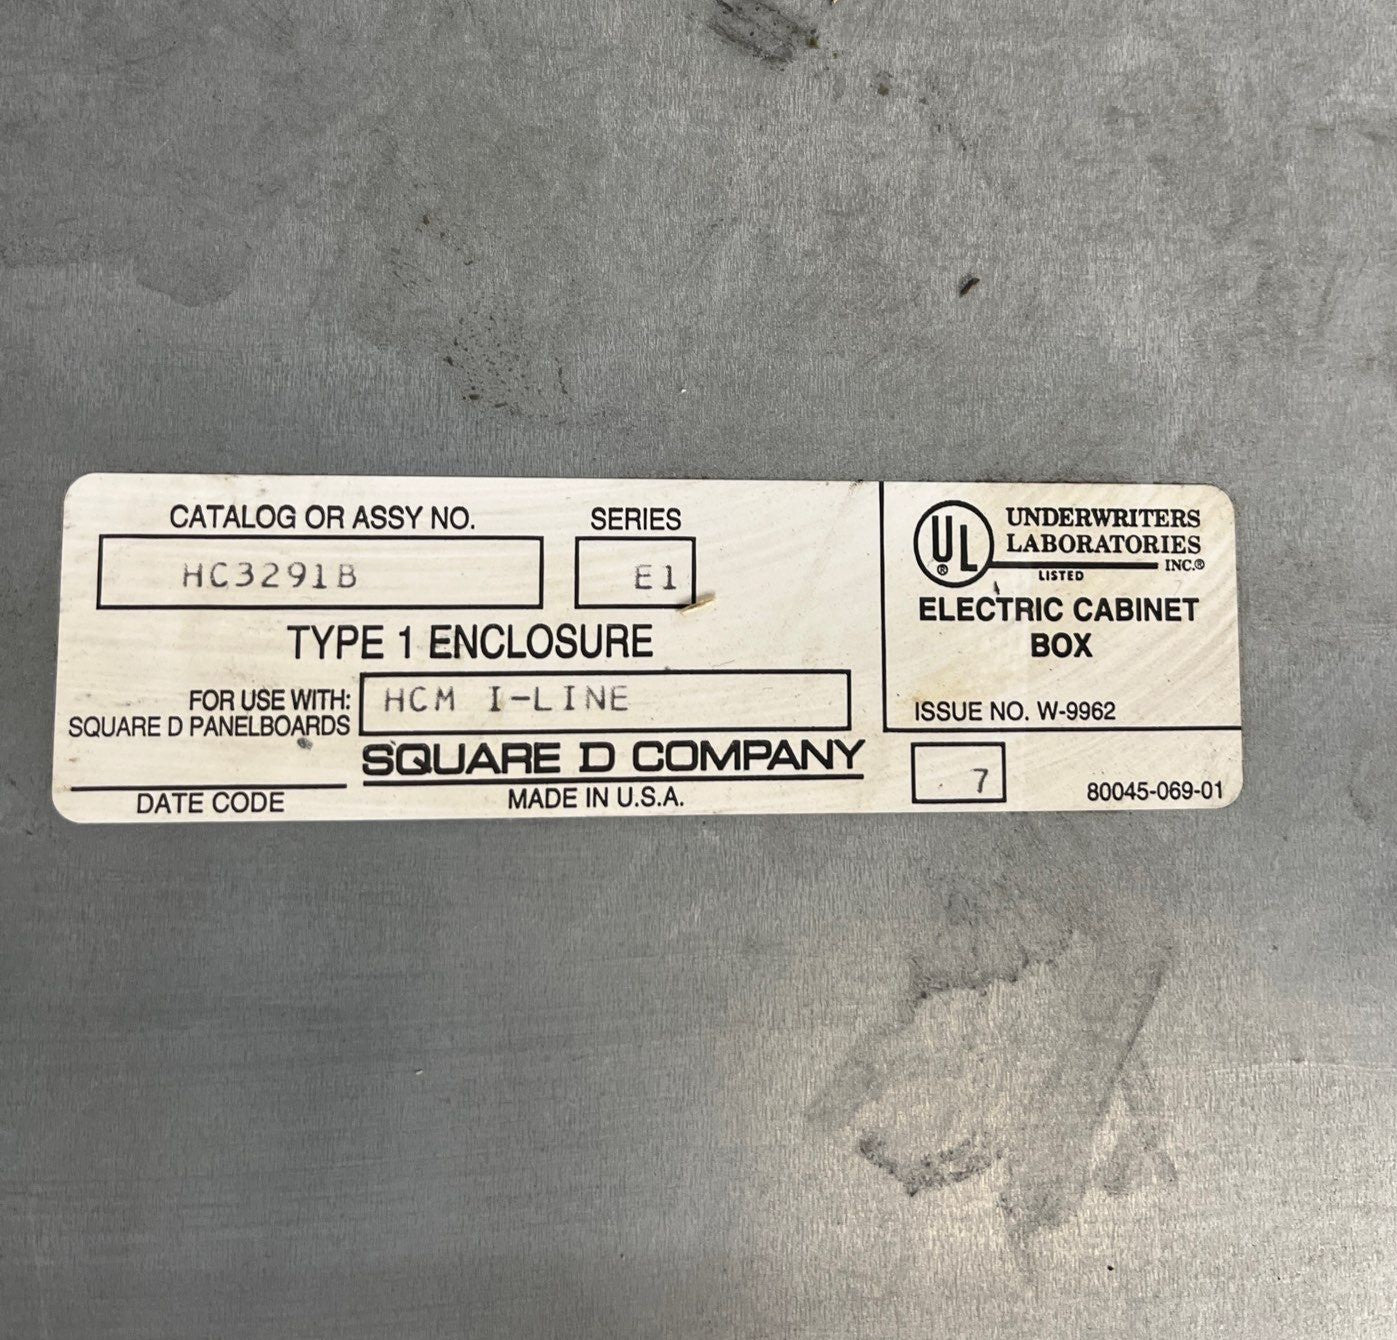 CATALOG OR ASSY NO.
SERIES
HC3291B
E1
TYPE 1 ENCLOSURE
FOR USE WITH:
SQUARE D PANELBOARDS
HCM I-LINE
SQUARE D COMPANY
DATE CODE
MADE IN U.S.A.
UL ®
UNDERWRITERS
LABORATORIES
INC.®
LISTED
ELECTRIC CABINET
BOX
ISSUE NO. W-9962
7
80045-069-01